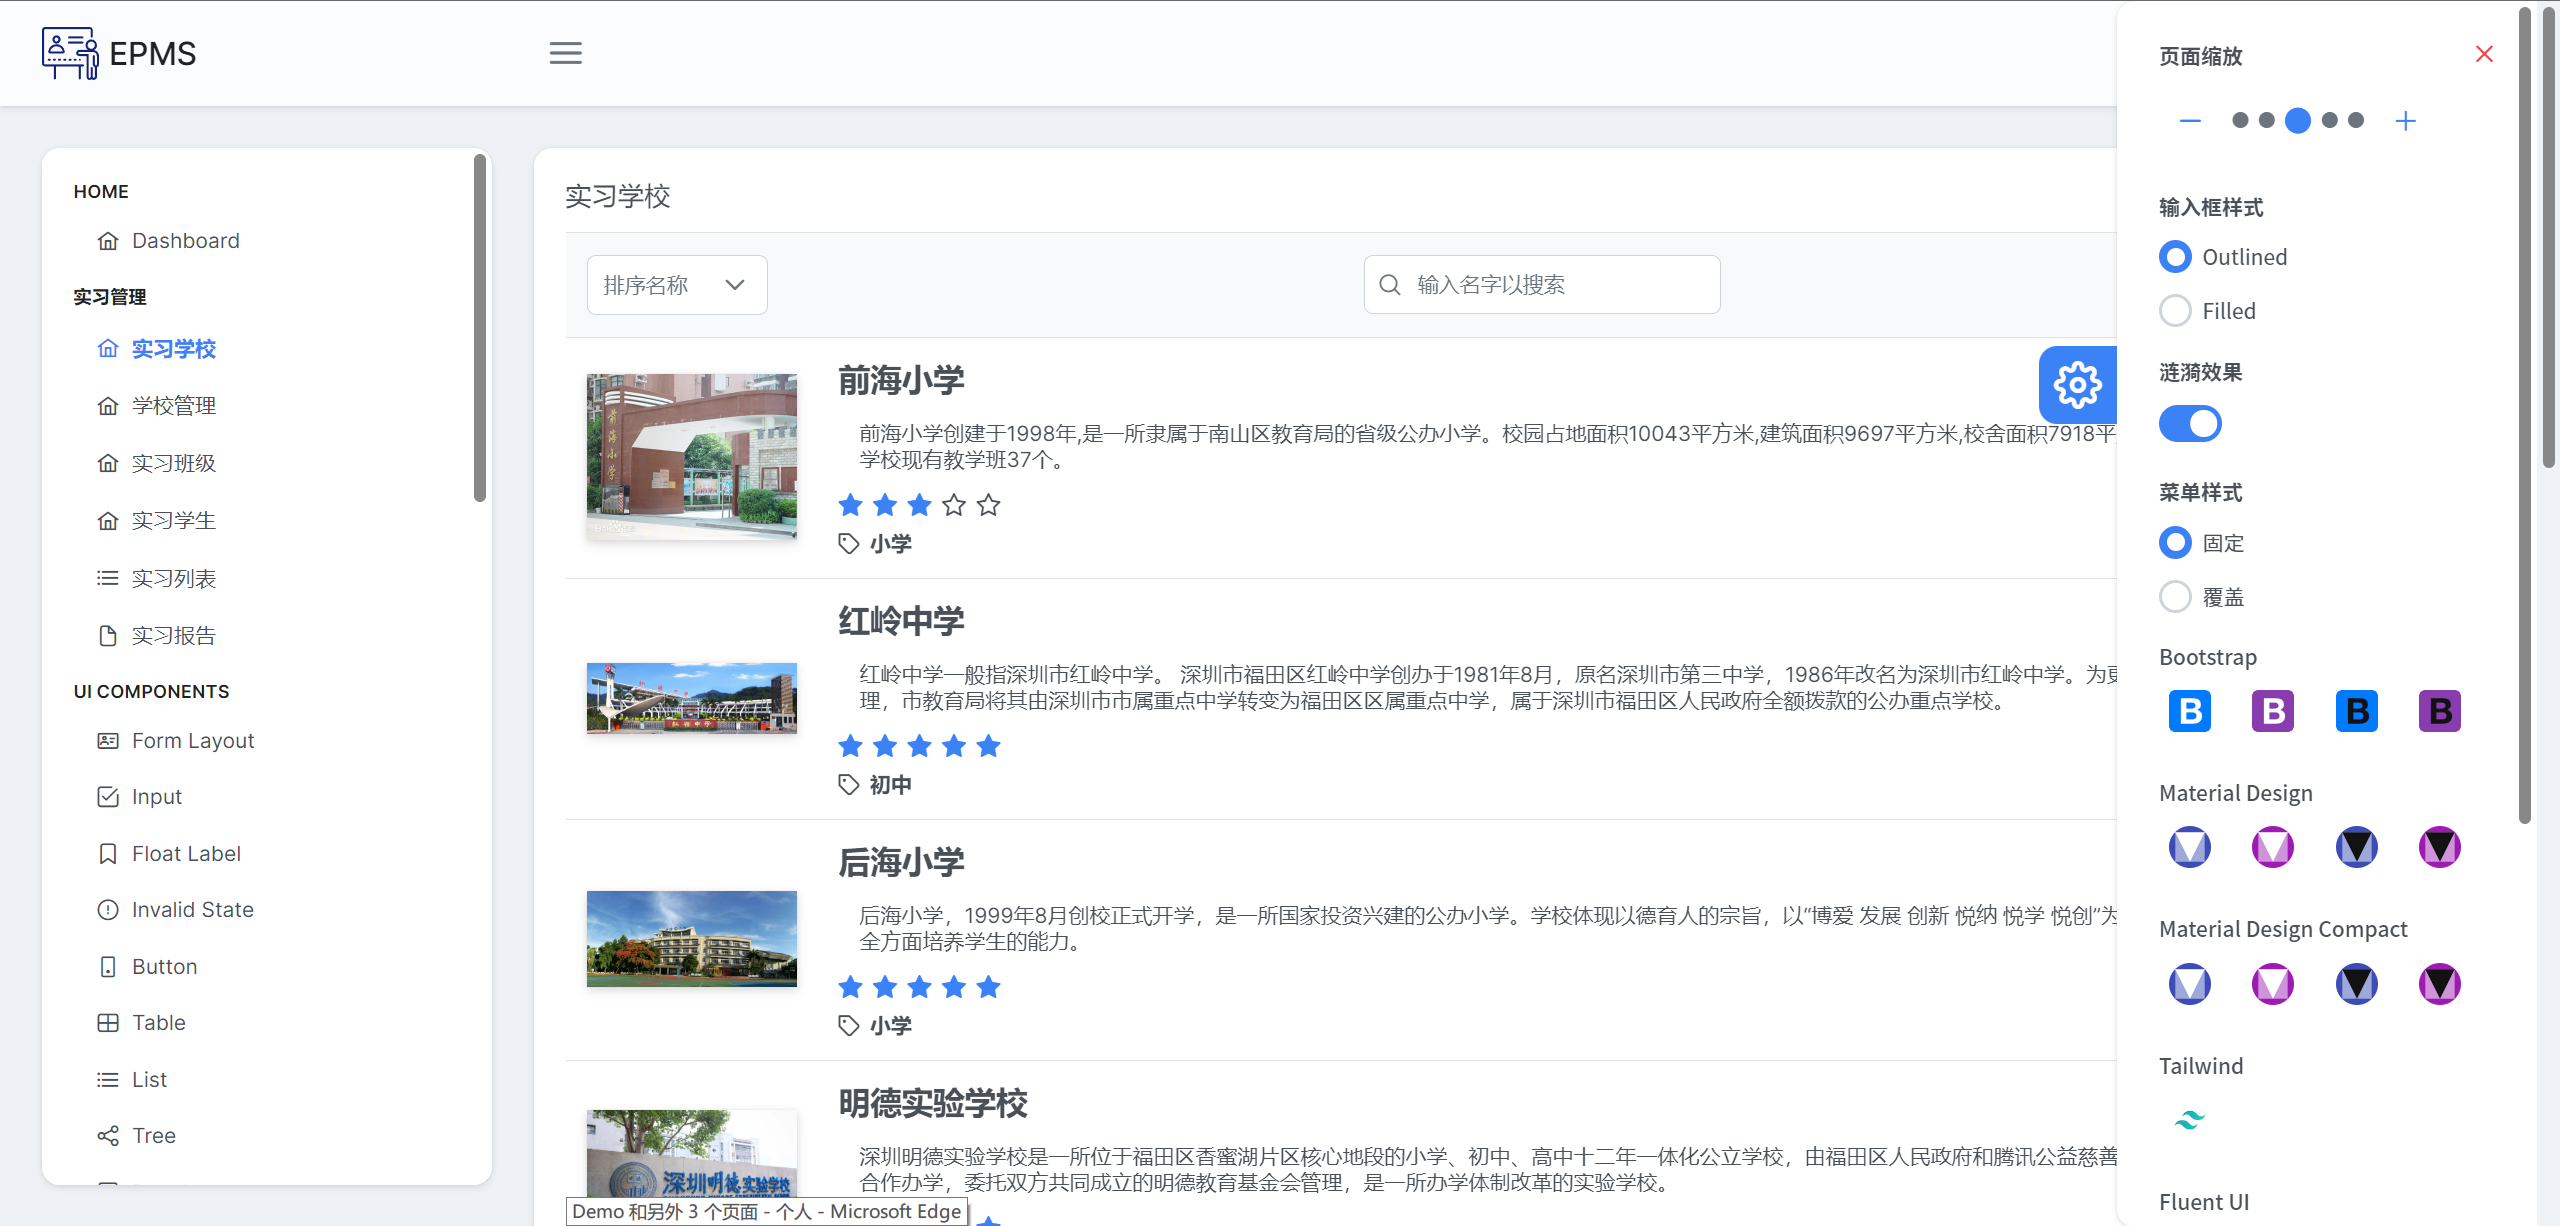 EPMS
HOME
Dashboard
实习管理
实习学校
学校管理
实习班级
实习学生
实习列表
实习报告
UI COMPONENTS
Form Layout
Input
Float Label
Invalid State
Button
Table
List
Tree
实习学校
排序名称
输入名字以搜索
前海小学
前海小学创建于1998年,是一所隶属于南山区教育局的省级公办小学。校园占地面积10043平方米,建筑面积9697平方米,校舍面积7918平
学校现有教学班37个。
小学
前海小学
红岭中学
红岭中学一般指深圳市红岭中学。 深圳市福田区红岭中学创办于1981年8月，原名深圳市第三中学，1986年改名为深圳市红岭中学。为更
理，市教育局将其由深圳市市属重点中学转变为福田区区属重点中学，属于深圳市福田区人民政府全额拨款的公办重点学校。
初中
后海小学
后海小学，1999年8月创校正式开学，是一所国家投资兴建的公办小学。学校体现以德育人的宗旨，以“博爱 发展 创新 悦纳 悦学 悦创”为
全方面培养学生的能力。
小学
明德实验学校
深圳明德实验学校是一所位于福田区香蜜湖片区核心地段的小学、初中、高中十二年一体化公立学校，由福田区人民政府和腾讯公益慈善
合作办学，委托双方共同成立的明德教育基金会管理，是一所办学体制改革的实验学校。
深圳明德实验学校
Demo 和另外 3 个页面 - 个人 - Microsoft Edge
页面缩放
输入框样式
Outlined
Filled
涟漪效果
菜单样式
固定
覆盖
Bootstrap
B B B B
Material Design
Material Design Compact
Tailwind
Fluent UI